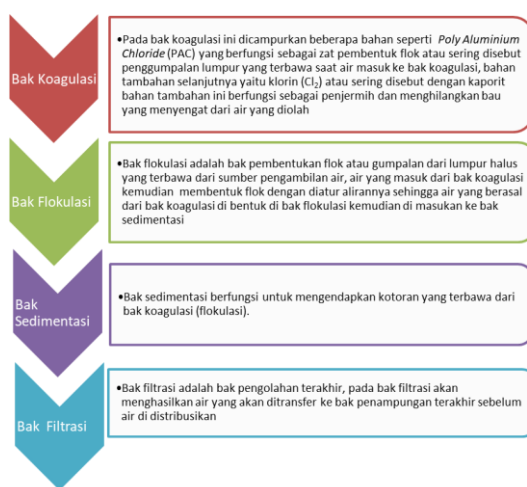 Bak Koagulasi
•Pada bak koagulasi ini dicampurkan beberapa bahan seperti Poly Aluminium
Chloride (PAC) yang berfungsi sebagai zat pembentuk flok atau sering disebut
penggumpalan lumpur yang terbawa saat air masuk ke bak koagulasi, bahan
tambahan selanjutnya yaitu klorin (Cl₂) atau sering disebut dengan kaporit
bahan tambahan ini berfungsi sebagai penjermih dan menghilangkan bau
yang menyengat dari air yang diolah
Bak Flokulasi
•Bak flokulasi adalah bak pembentukan flok atau gumpalan dari lumpur halus
yang terbawa dari sumber pengambilan air, air yang masuk dari bak koagulasi
kemudian membentuk flok dengan diatur alirannya sehingga air yang berasal
dari bak koagulasi di bentuk di bak flokulasi kemudian di masukan ke bak
sedimentasi
Bak
Sedimentasi
•Bak sedimentasi berfungsi untuk mengendapkan kotoran yang terbawa dari
bak koagulasi (flokulasi).
Bak Filtrasi
•Bak filtrasi adalah bak pengolahan terakhir, pada bak filtrasi akan
menghasilkan air yang akan ditransfer ke bak penampungan terakhir sebelum
air di distribusikan